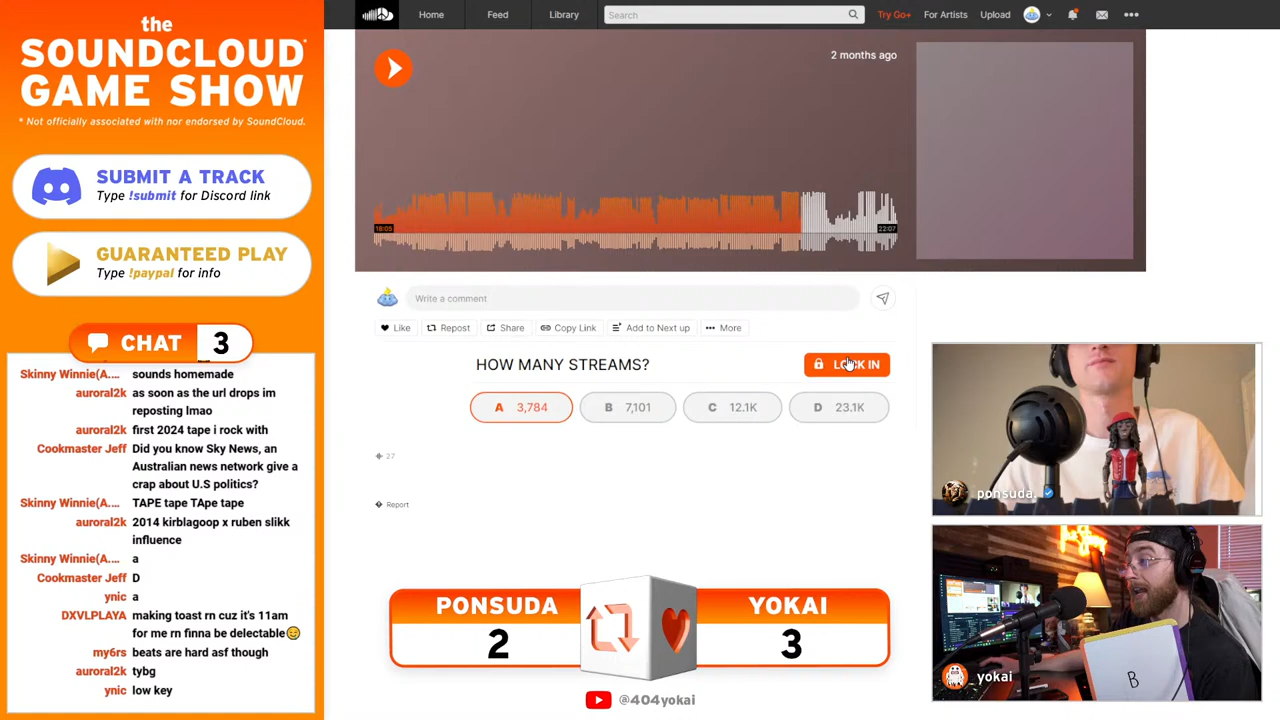 the
SOUNDCLOUD
GAME SHOW
* Not officially associated with nor endorsed by SoundCloud.
SUBMIT A TRACK
Type !submit for Discord link
GUARANTEED PLAY
Type !paypal for info
CHAT 3
Skinny Winnie(A.... sounds homemade
auroral2k as soon as the url drops im
reposting lmao
auroral2k first 2024 tape i rock with
Cookmaster Jeff Did you know Sky News, an
Australian news network give a
crap about U.S politics?
Skinny Winnie(A.... TAPE tape TApe tape
auroral2k 2014 kirblagoop x ruben slikk
influence
Skinny Winnie(A.... a
Cookmaster Jeff D
ynic a
DXVLPLAYA making toast rn cuz it's 11am
for me rn finna be delectable
my6rs beats are hard asf though
auroral2k tybg
ynic low key
Home Feed Library Search Try Go+ For Artists Upload
2 months ago
18:05 22:07
Write a comment
Like Repost Share Copy Link Add to Next up More
HOW MANY STREAMS? LOCK IN
A 3,784 B 7,101 C 12.1K D 23.1K
27
Report
ponsuda.
B
yokai
PONSUDA YOKAI
2 3
@404yokai